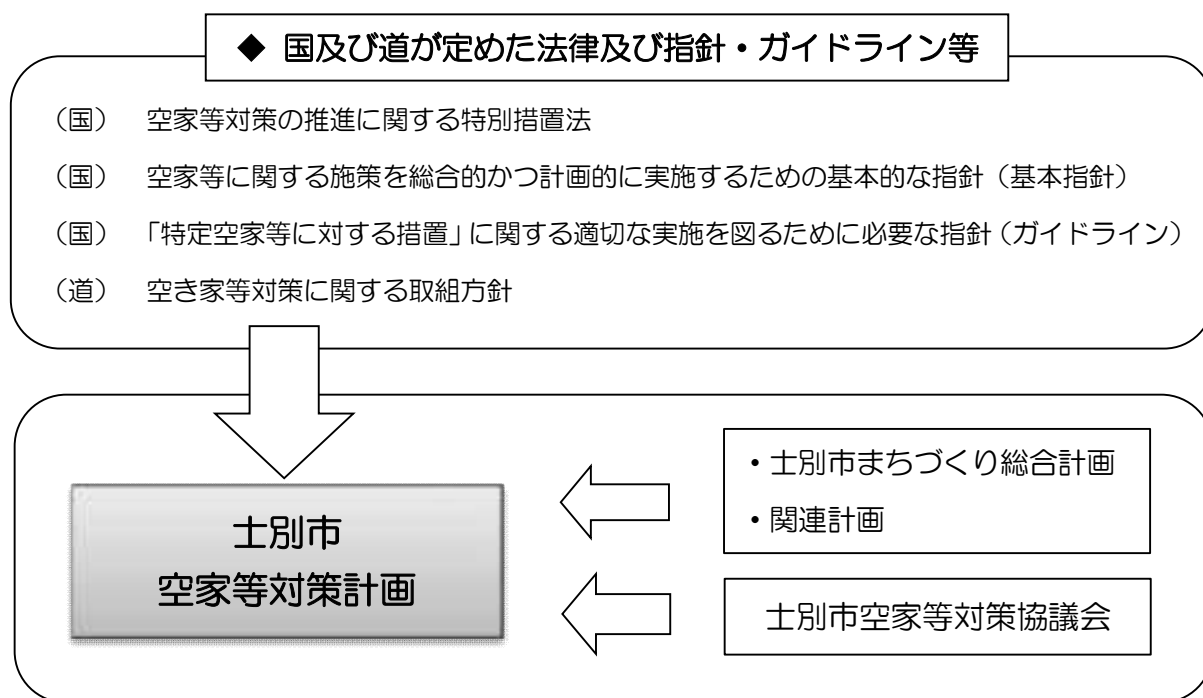 ◆ 国及び道が定めた法律及び指針・ガイドライン等
（国） 空家等対策の推進に関する特別措置法
（国） 空家等に関する施策を総合的かつ計画的に実施するための基本的な指針（基本指針）
（国） 「特定空家等に対する措置」に関する適切な実施を図るために必要な指針（ガイドライン）
（道） 空き家等対策に関する取組方針
士別市
空家等対策計画
・士別市まちづくり総合計画
・関連計画
士別市空家等対策協議会